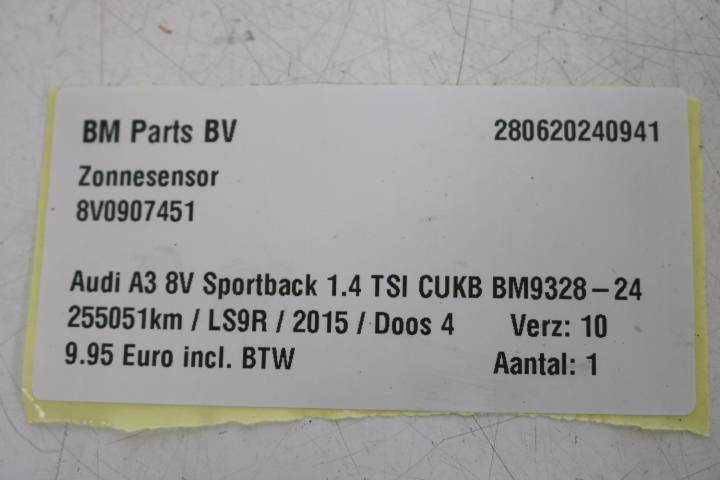 BM Parts BV 280620240941
Zonnesensor
8V0907451
Audi A3 8V Sportback 1.4 TSI CUKB BM9328-24
255051km / LS9R / 2015 / Doos 4 Verz: 10
9.95 Euro incl. BTW Aantal: 1